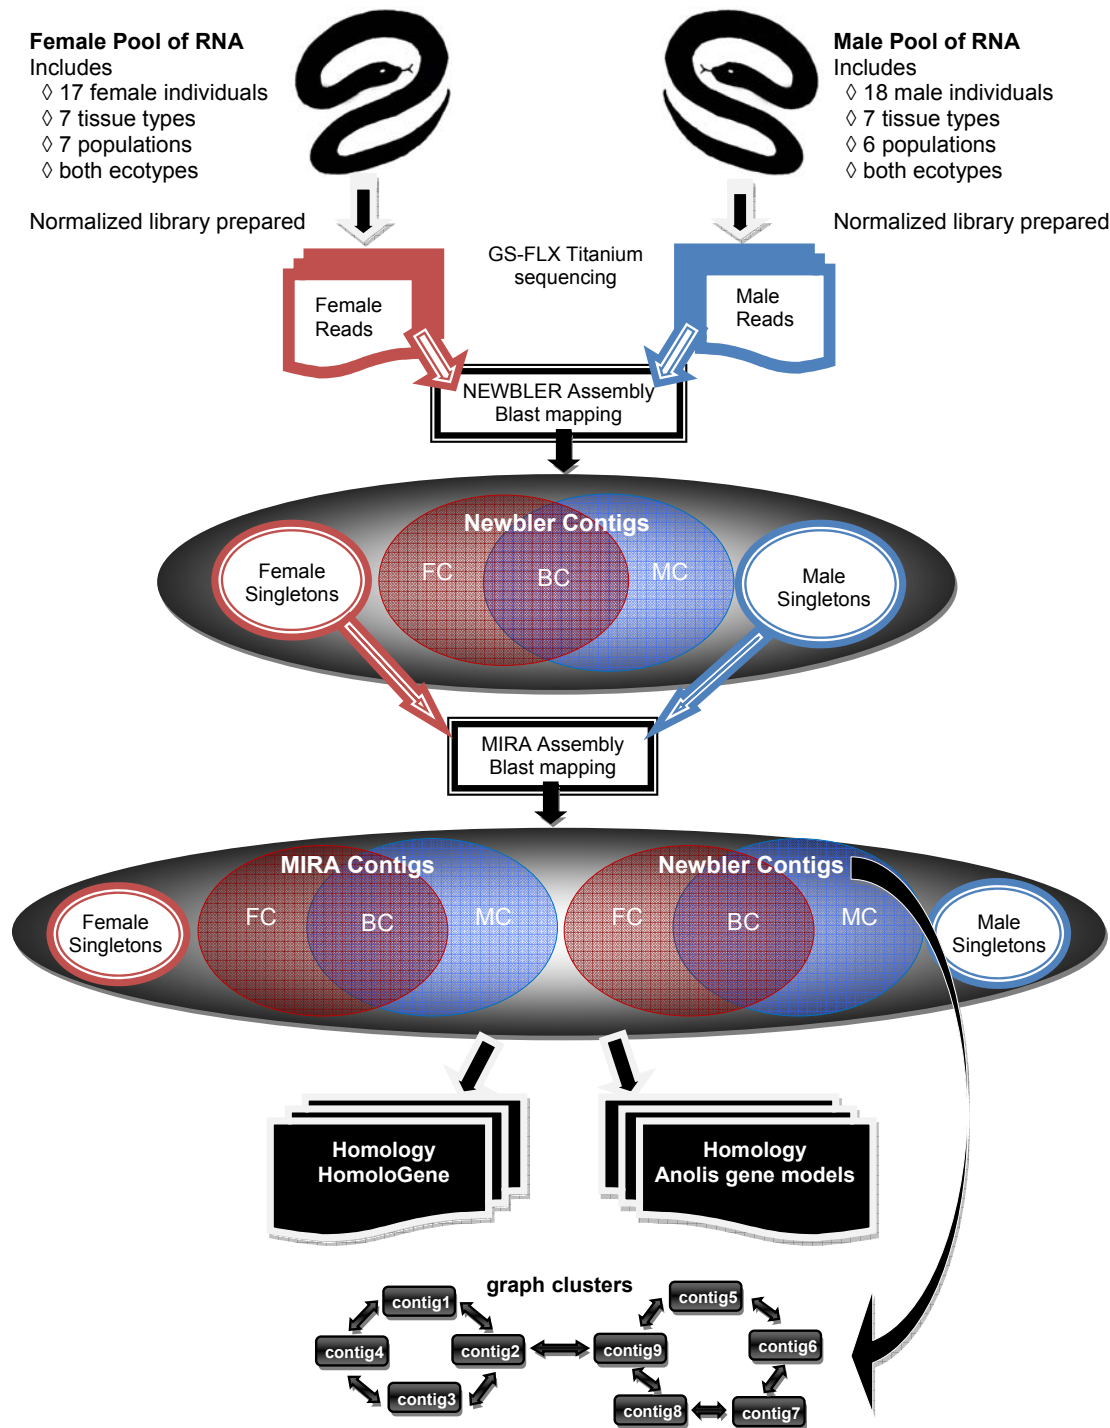 Female Pool of RNA
Includes
◊ 17 female individuals
◊ 7 tissue types
◊ 7 populations
◊ both ecotypes
Normalized library prepared
Male Pool of RNA
Includes
◊ 18 male individuals
◊ 7 tissue types
◊ 6 populations
◊ both ecotypes
Normalized library prepared
GS-FLX Titanium
sequencing
Female
Reads
Male
Reads
NEWBLER Assembly
Blast mapping
Newbler Contigs
Female
Singletons
FC
BC
MC
Male
Singletons
MIRA Assembly
Blast mapping
MIRA Contigs
Newbler Contigs
Female
Singletons
FC
BC
MC
FC
BC
MC
Male
Singletons
Homology
HomoloGene
Homology
Anolis gene models
graph clusters
contig1
contig5
contig4
contig2
contig9
contig6
contig3
contig8
contig7